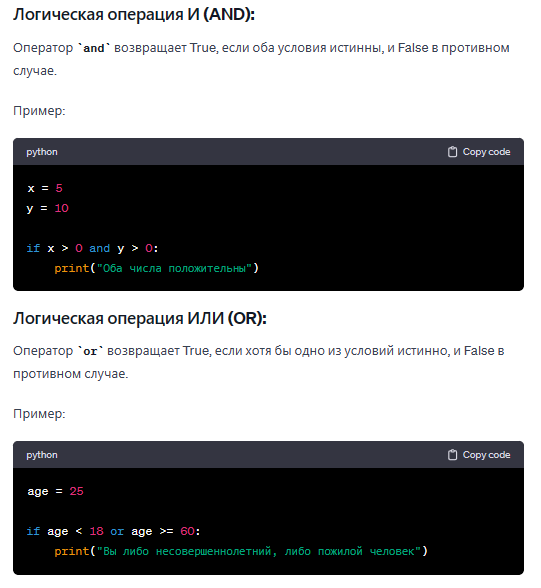 Логическая операция И (AND):
Оператор `and` возвращает True, если оба условия истинны, и False в противном
случае.
Пример:
python
Copy code
x = 5
y = 10
if x > 0 and y > 0:
    print("Оба числа положительны")
Логическая операция ИЛИ (OR):
Оператор `or` возвращает True, если хотя бы одно из условий истинно, и False в
противном случае.
Пример:
python
Copy code
age = 25
if age < 18 or age >= 60:
    print("Вы либо несовершеннолетний, либо пожилой человек")